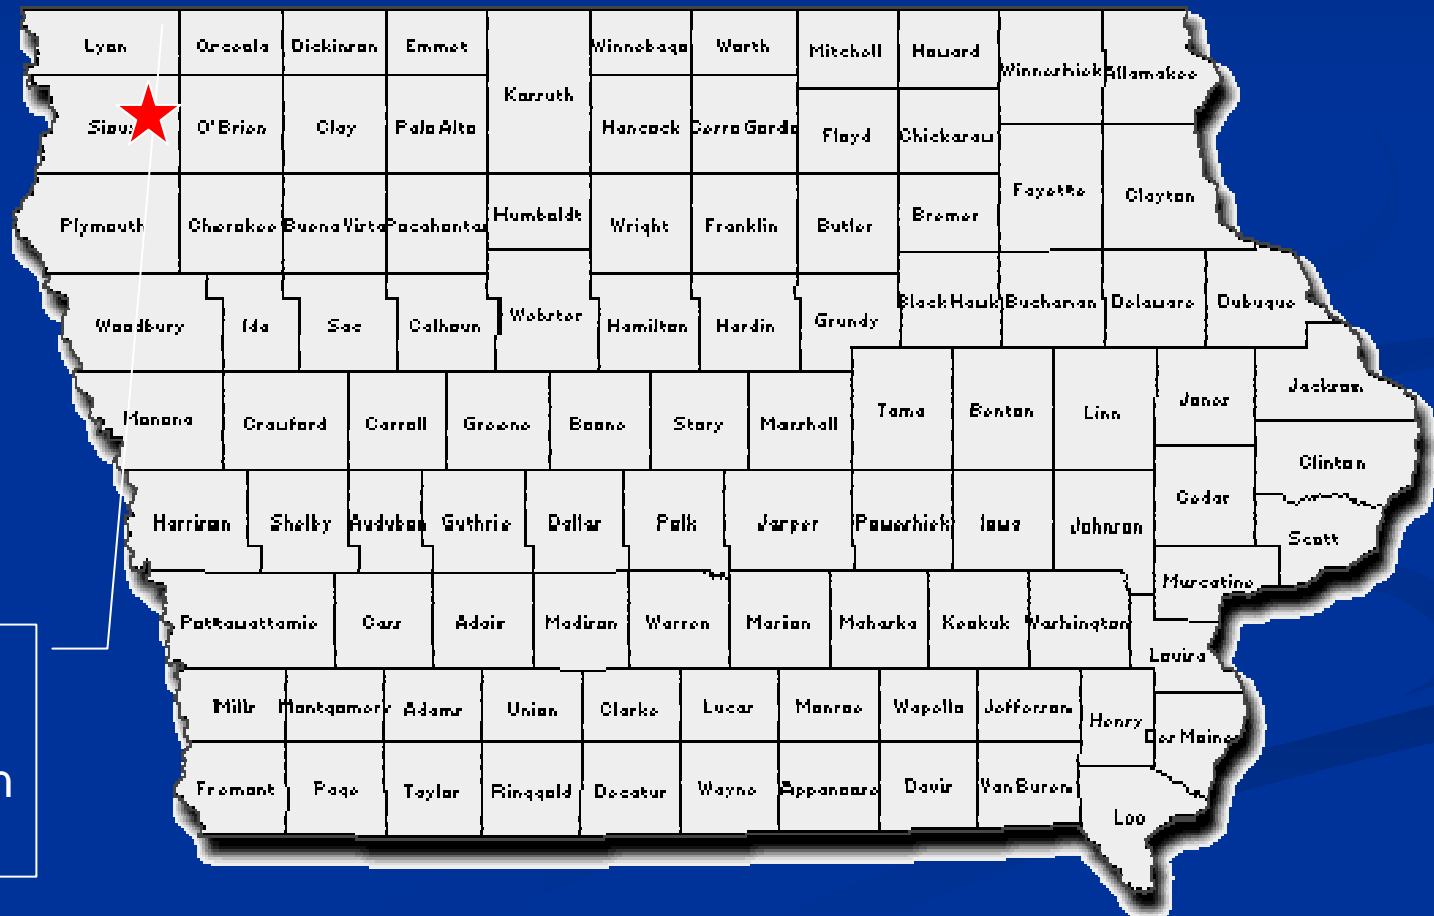 Lyon
Osceola
Dickinson
Emmet
Winnebago
Worth
Mitchell
Howard
Winneshiek
Allamakee
Kossuth
Siou
O'Brien
Clay
Palo Alto
Hancock
Cerro Gordo
Floyd
Chickasaw
Fayette
Clayton
Plymouth
Cherokee
Buena Vista
Pocahontas
Humboldt
Wright
Franklin
Butler
Bremer
Woodbury
Ida
Sac
Calhoun
Webster
Hamilton
Hardin
Grundy
Black Hawk
Buchanan
Delaware
Dubuque
Monona
Crawford
Carroll
Greene
Boone
Story
Marshall
Tama
Benton
Linn
Jones
Jackson
Clinton
Cedar
Harrison
Shelby
Audubon
Guthrie
Dallas
Polk
Jasper
Poweshiek
Iowa
Johnson
Scott
Muscatine
Pottawattamie
Cass
Adair
Madison
Warren
Marion
Mahaska
Keokuk
Washington
Louisa
Mills
Montgomery
Adams
Union
Clarke
Lucas
Monroe
Wapello
Jefferson
Henry
Des Moines
Fremont
Page
Taylor
Ringgold
Decatur
Wayne
Appanoose
Davis
Van Buren
Lee
n